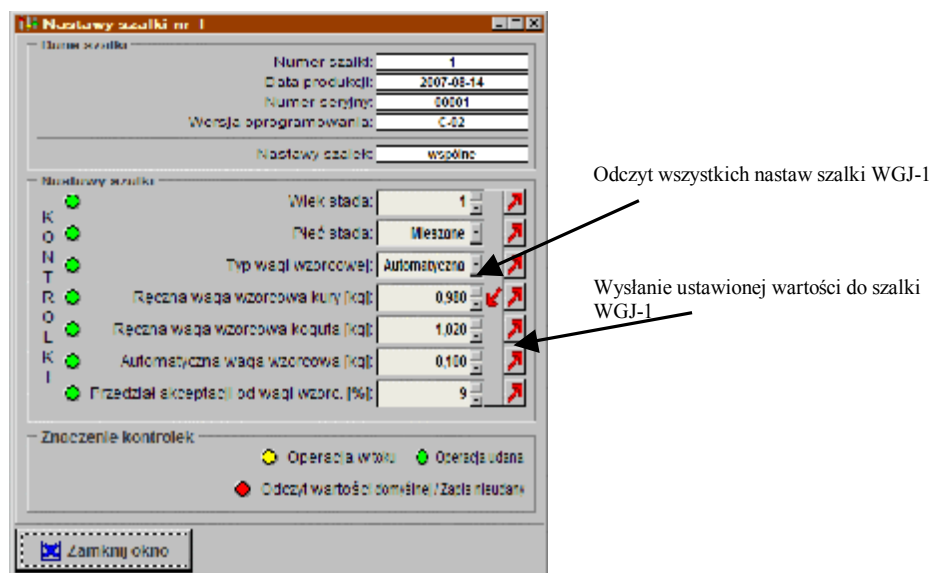 Nastawy szalki nr 1
Dane szalki
Numer szalki: 1
Data produkcji: 2007-08-14
Numer seryjny: 00001
Wersja oprogramowania: C-02
Nastawy szalek: wspólne
Nastawy szalki
KONTROLKI
Wiek stada: 1
Płeć stada: Mieszane
Typ wagi wzorcowej: Automatyczna
Ręczna waga wzorcowa kury [kg]: 0,980
Ręczna waga wzorcowa koguta [kg]: 1,020
Automatyczna waga wzorcowa [kg]: 0,100
Przedział akceptacji od wagi wzorc. [%]: 9
Znaczenie kontrolek
Operacja w toku Operacja udana
Odczyt wartości domyślnej / Zapis nieudany
Zamknij okno
Odczyt wszystkich nastaw szalki WGJ-1
Wysłanie ustawionej wartości do szalki
WGJ-1